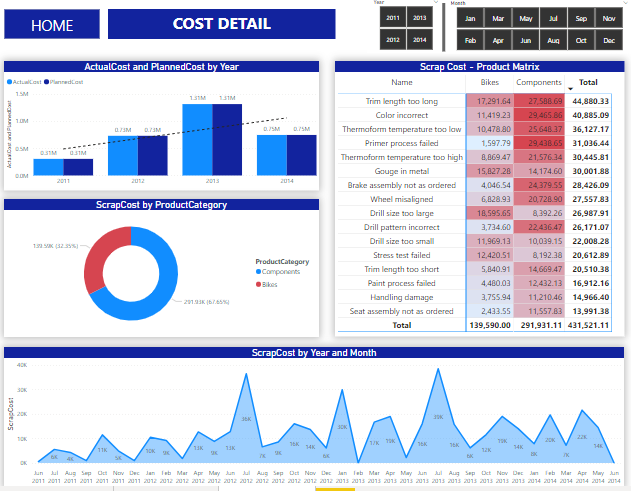 HOME
COST DETAIL
Year
2011 2013
2012 2014
Month
Jan Mar May Jul Sep Nov
Feb Apr Jun Aug Oct Dec
ActualCost and PlannedCost by Year
ActualCost PlannedCost
ActualCost and PlannedCost
1.5M
1.0M
0.5M
0.0M
0.31M 0.31M 0.73M 0.73M 1.31M 1.31M 0.75M 0.75M
2011 2012 2013 2014
Scrap Cost - Product Matrix
Name Bikes Components Total
Trim length too long 17,291.64 27,588.69 44,880.33
Color incorrect 11,419.23 29,465.86 40,885.09
Thermoform temperature too low 10,478.80 25,648.37 36,127.17
Primer process failed 1,597.79 29,438.65 31,036.44
Thermoform temperature too high 8,869.47 21,576.34 30,445.81
Gouge in metal 15,827.28 14,174.60 30,001.88
Brake assembly not as ordered 4,046.54 24,379.55 28,426.09
Wheel misaligned 6,828.93 20,728.90 27,557.83
Drill size too large 18,595.65 8,392.26 26,987.91
Drill pattern incorrect 3,734.60 22,436.47 26,171.07
Drill size too small 11,969.13 10,039.15 22,008.28
Stress test failed 12,420.51 8,192.38 20,612.89
Trim length too short 5,840.91 14,669.47 20,510.38
Paint process failed 4,480.03 12,432.13 16,912.16
Handling damage 3,755.94 11,210.46 14,966.40
Seat assembly not as ordered 2,433.55 11,557.83 13,991.38
Total 139,590.00 291,931.11 431,521.11
ScrapCost by ProductCategory
139.59K (32.35%)
291.93K (67.65%)
ProductCategory
Components
Bikes
ScrapCost by Year and Month
ScrapCost
40K
30K
20K
10K
0K
6K 4K 11K 5K 10K 9K 13K 13K 36K 7K 9K 16K 14K 6K 30K 17K 19K 16K 39K 16K 6K 12K 19K 14K 8K 20K 7K 22K 14K
Jun Jul Aug Sep Oct Nov Dec Jan Feb Mar Apr May Jun Jul Aug Sep Oct Nov Dec Jan Feb Mar Apr May Jun Jul Aug Sep Oct Nov Dec Jan Feb Mar Apr May Jun
2011 2011 2011 2011 2011 2011 2011 2012 2012 2012 2012 2012 2012 2012 2012 2012 2012 2012 2012 2013 2013 2013 2013 2013 2013 2013 2013 2013 2013 2013 2013 2014 2014 2014 2014 2014 2014